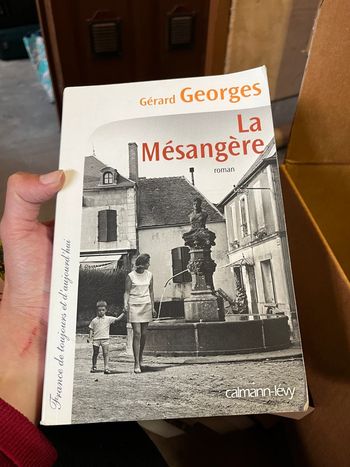 Gérard Georges
La
Mésangère
roman
France de toujours et d'aujourd'hui
calmann-lévy